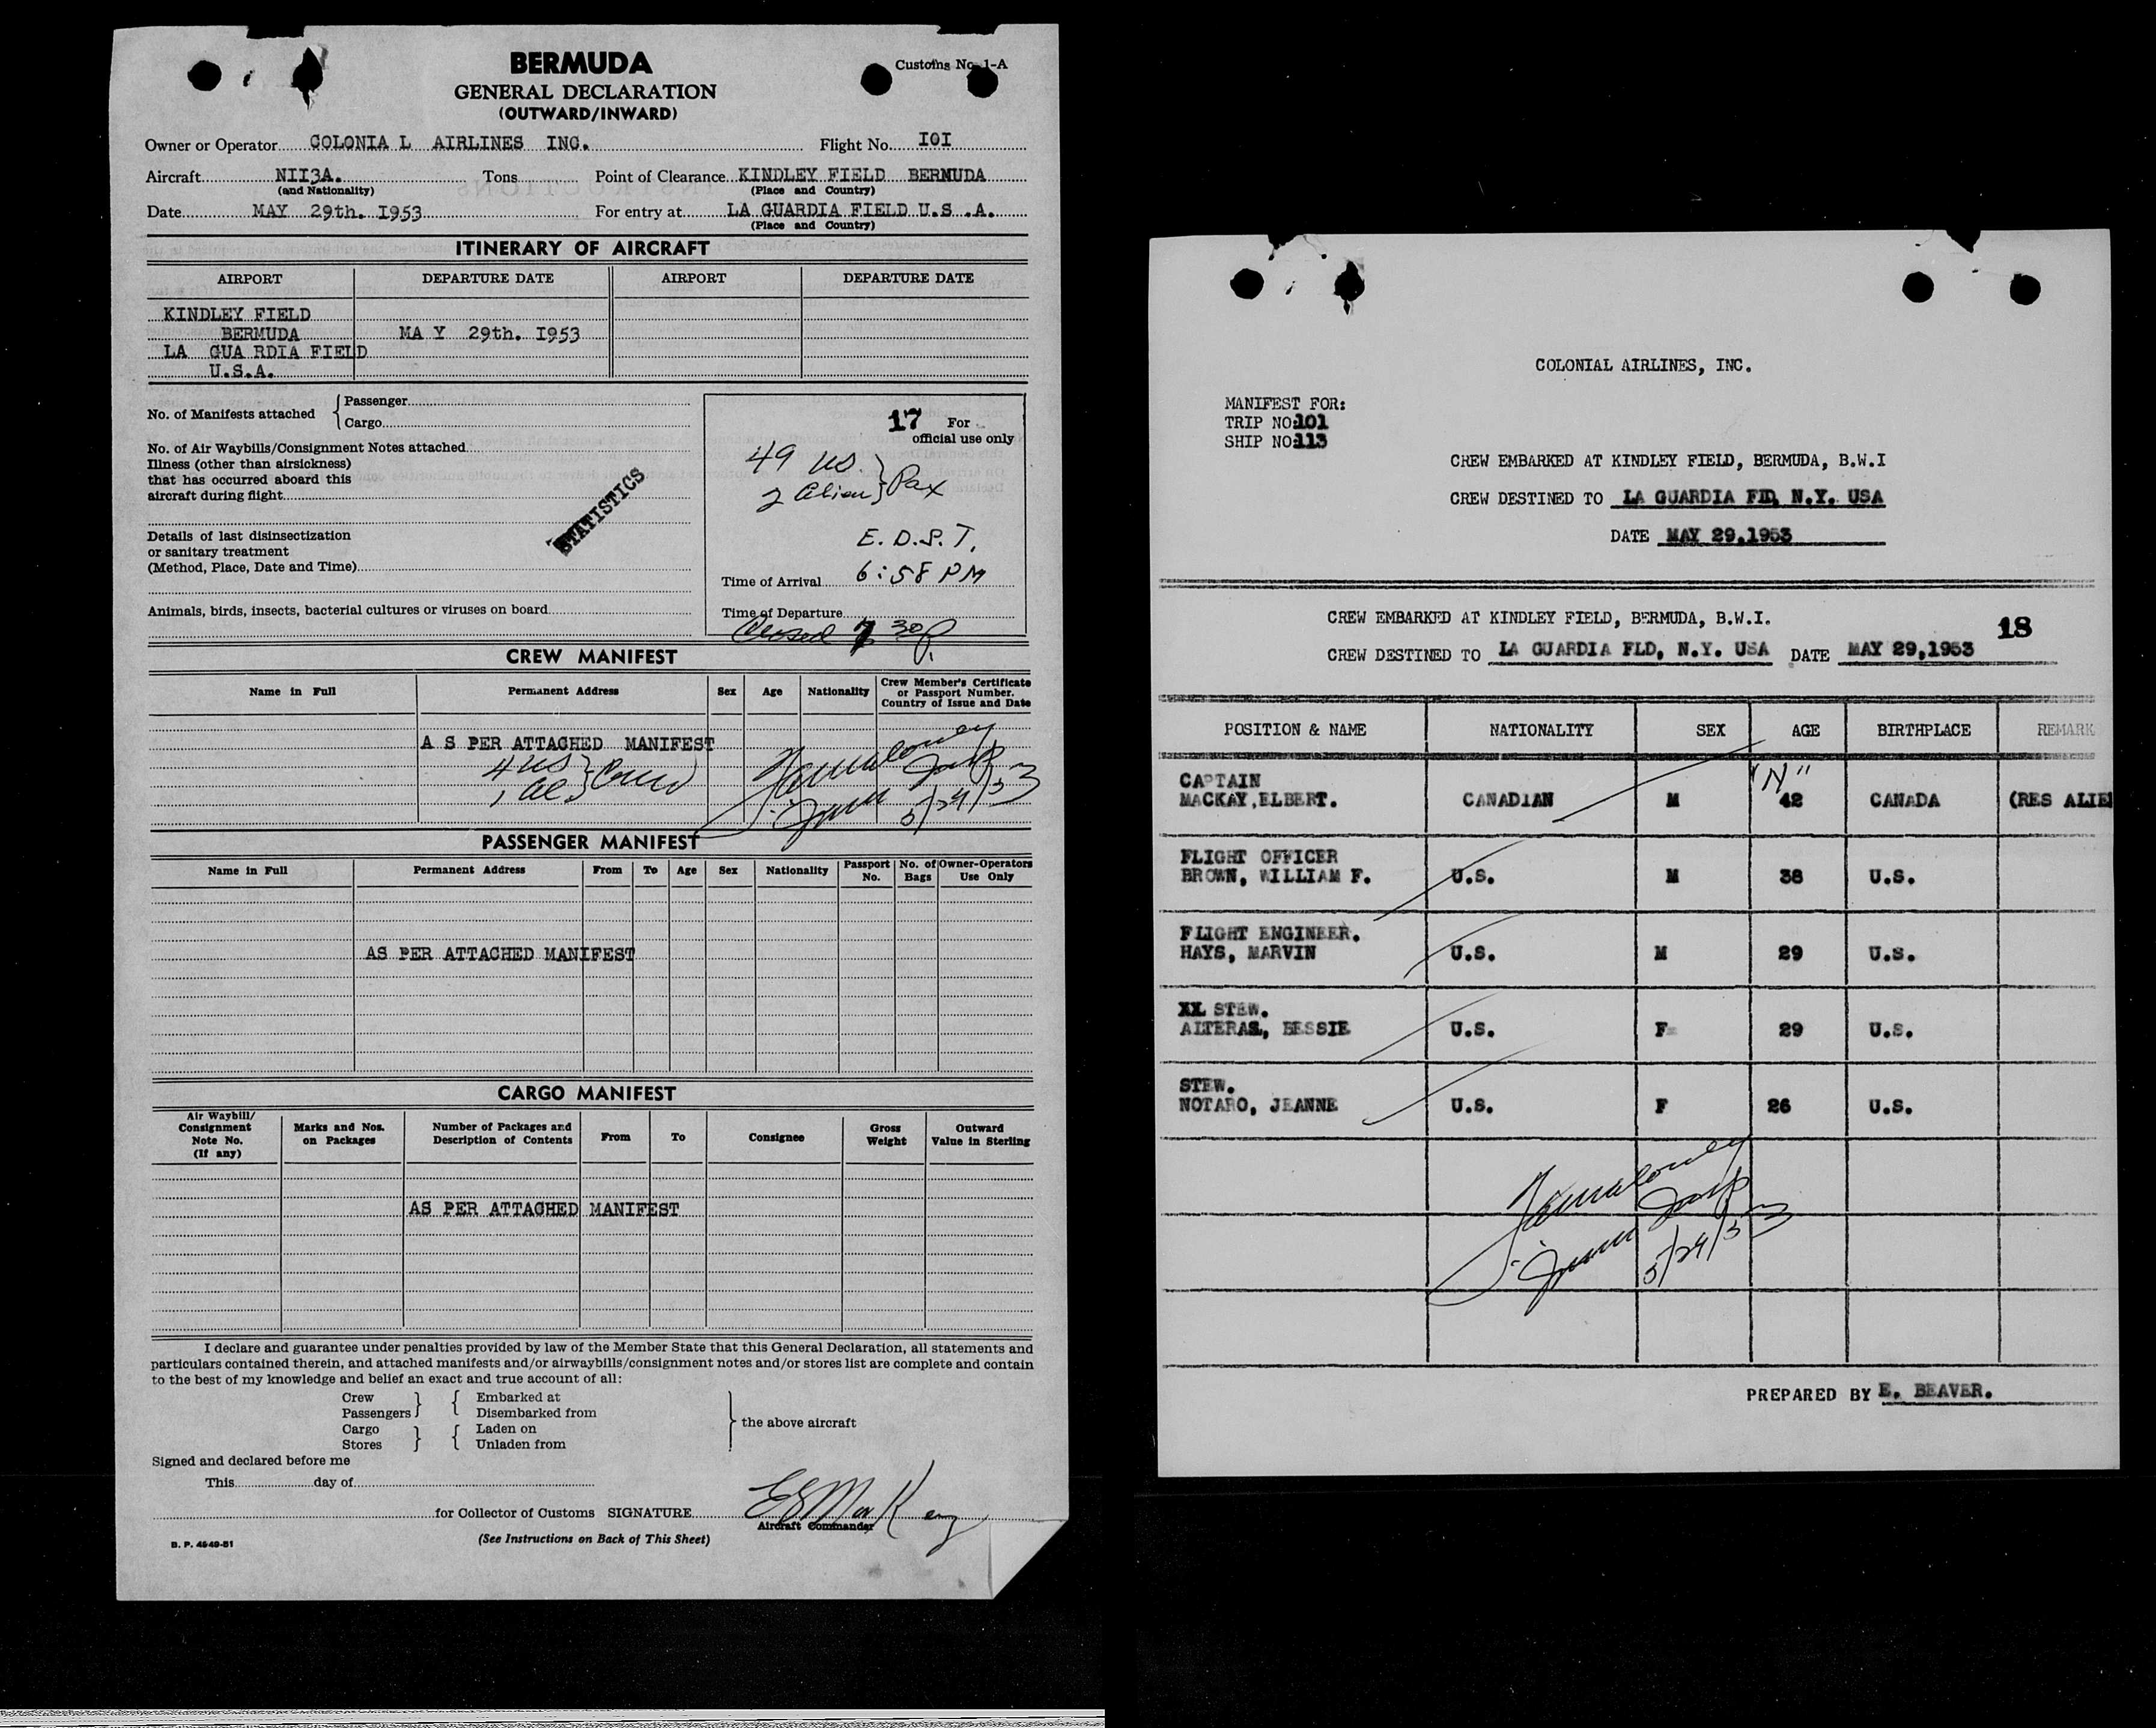 BERMUDA
Customs No. 1-A
GENERAL DECLARATION
(OUTWARD/INWARD)
Owner or Operator COLONIA L AIRLINES INC. Flight No. I0I
Aircraft NII3A. Tons Point of Clearance KINDLEY FIELD BERMUDA
(and Nationality) (Place and Country)
Date MAY 29th. I953 For entry at LA GUARDIA FIELD U.S .A.
(Place and Country)
ITINERARY OF AIRCRAFT
AIRPORT DEPARTURE DATE AIRPORT DEPARTURE DATE
KINDLEY FIELD
BERMUDA MA Y 29th. I953
LA GUA RDIA FIELD
U.S.A.
No. of Manifests attached { Passenger
Cargo
No. of Air Waybills/Consignment Notes attached
Illness (other than airsickness)
that has occurred aboard this
aircraft during flight
STATISTICS
Details of last disinsectization
or sanitary treatment
(Method, Place, Date and Time)
Animals, birds, insects, bacterial cultures or viruses on board
17 For
official use only
49 US. } Pax
2 Alien
E. D. S. T.
Time of Arrival 6:58 PM
Time of Departure
Closed 7 30 P.
CREW MANIFEST
Name in Full Permanent Address Sex Age Nationality Crew Member's Certificate
or Passport Number.
Country of Issue and Date
A S PER ATTACHED MANIFEST
4 US } Crew
1 Al.
PASSENGER MANIFEST
Name in Full Permanent Address From To Age Sex Nationality Passport No. No. of Bags Owner-Operators Use Only
AS PER ATTACHED MANIFEST
CARGO MANIFEST
Air Waybill/ Consignment Note No. (If any) Marks and Nos. on Packages Number of Packages and Description of Contents From To Consignee Gross Weight Outward Value in Sterling
AS PER ATTACHED MANIFEST
I declare and guarantee under penalties provided by law of the Member State that this General Declaration, all statements and
particulars contained therein, and attached manifests and/or airwaybills/consignment notes and/or stores list are complete and contain
to the best of my knowledge and belief an exact and true account of all:
Crew } { Embarked at
Passengers Disembarked from
Cargo } { Laden on
Stores Unladen from
} the above aircraft
Signed and declared before me
This day of
for Collector of Customs SIGNATURE
Aircraft Commander
B. P. 4549-51
(See Instructions on Back of This Sheet)
COLONIAL AIRLINES, INC.
MANIFEST FOR:
TRIP NO: 101
SHIP NO: 113
CREW EMBARKED AT KINDLEY FIELD, BERMUDA, B.W.I
CREW DESTINED TO LA GUARDIA FLD, N.Y. USA
DATE MAY 29,1953
CREW EMBARKED AT KINDLEY FIELD, BERMUDA, B.W.I.
18
CREW DESTINED TO LA GUARDIA FLD, N.Y. USA DATE MAY 29,1953
POSITION & NAME NATIONALITY SEX AGE BIRTHPLACE REMARK
CAPTAIN "N"
MACKAY,ELBERT. CANADIAN M 42 CANADA (RES ALIE
FLIGHT OFFICER
BROWN, WILLIAM F. U.S. M 38 U.S.
FLIGHT ENGINEER.
HAYS, MARVIN U.S. M 29 U.S.
XX STEW.
ALTERAS, BESSIE U.S. F 29 U.S.
STEW.
NOTARO, JEANNE U.S. F 26 U.S.
PREPARED BY E. BEAVER.